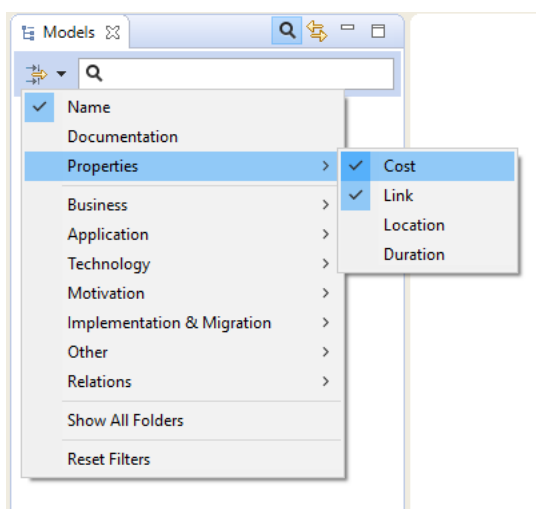 Models
Name
Documentation
Properties
Cost
Link
Location
Duration
Business
Application
Technology
Motivation
Implementation & Migration
Other
Relations
Show All Folders
Reset Filters